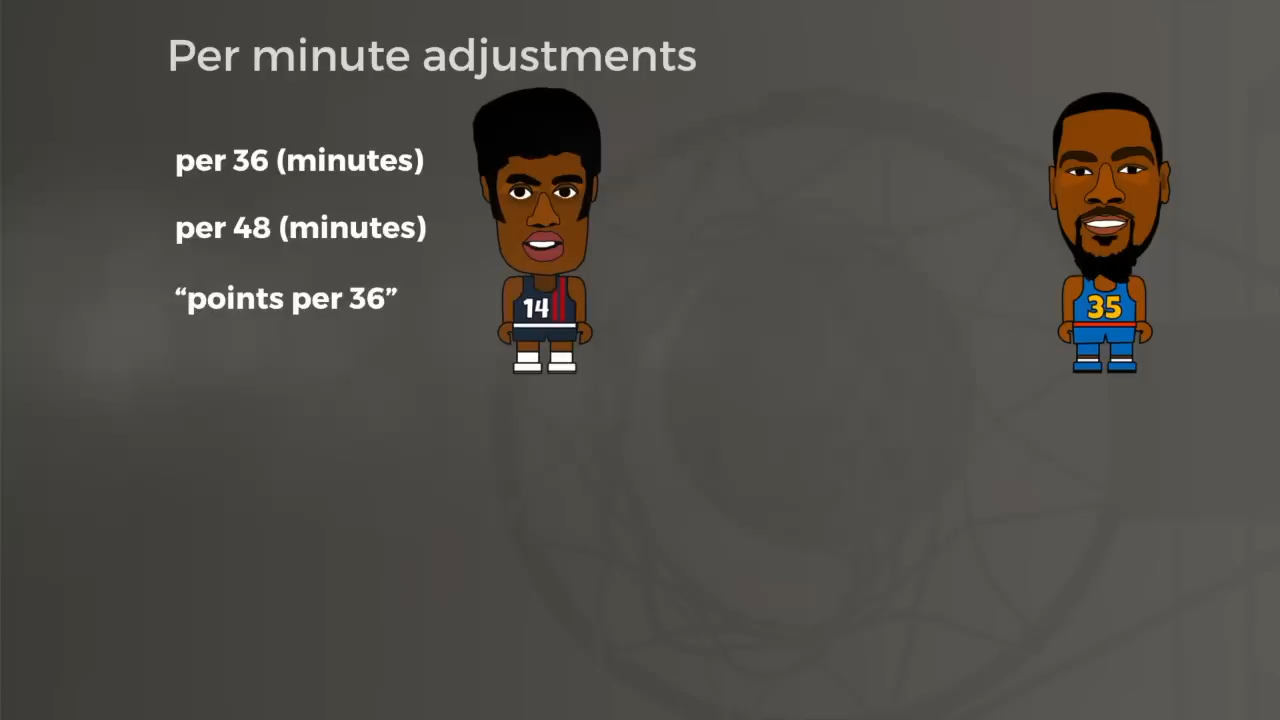 Per minute adjustments
per 36 (minutes)
per 48 (minutes)
“points per 36”
14
35